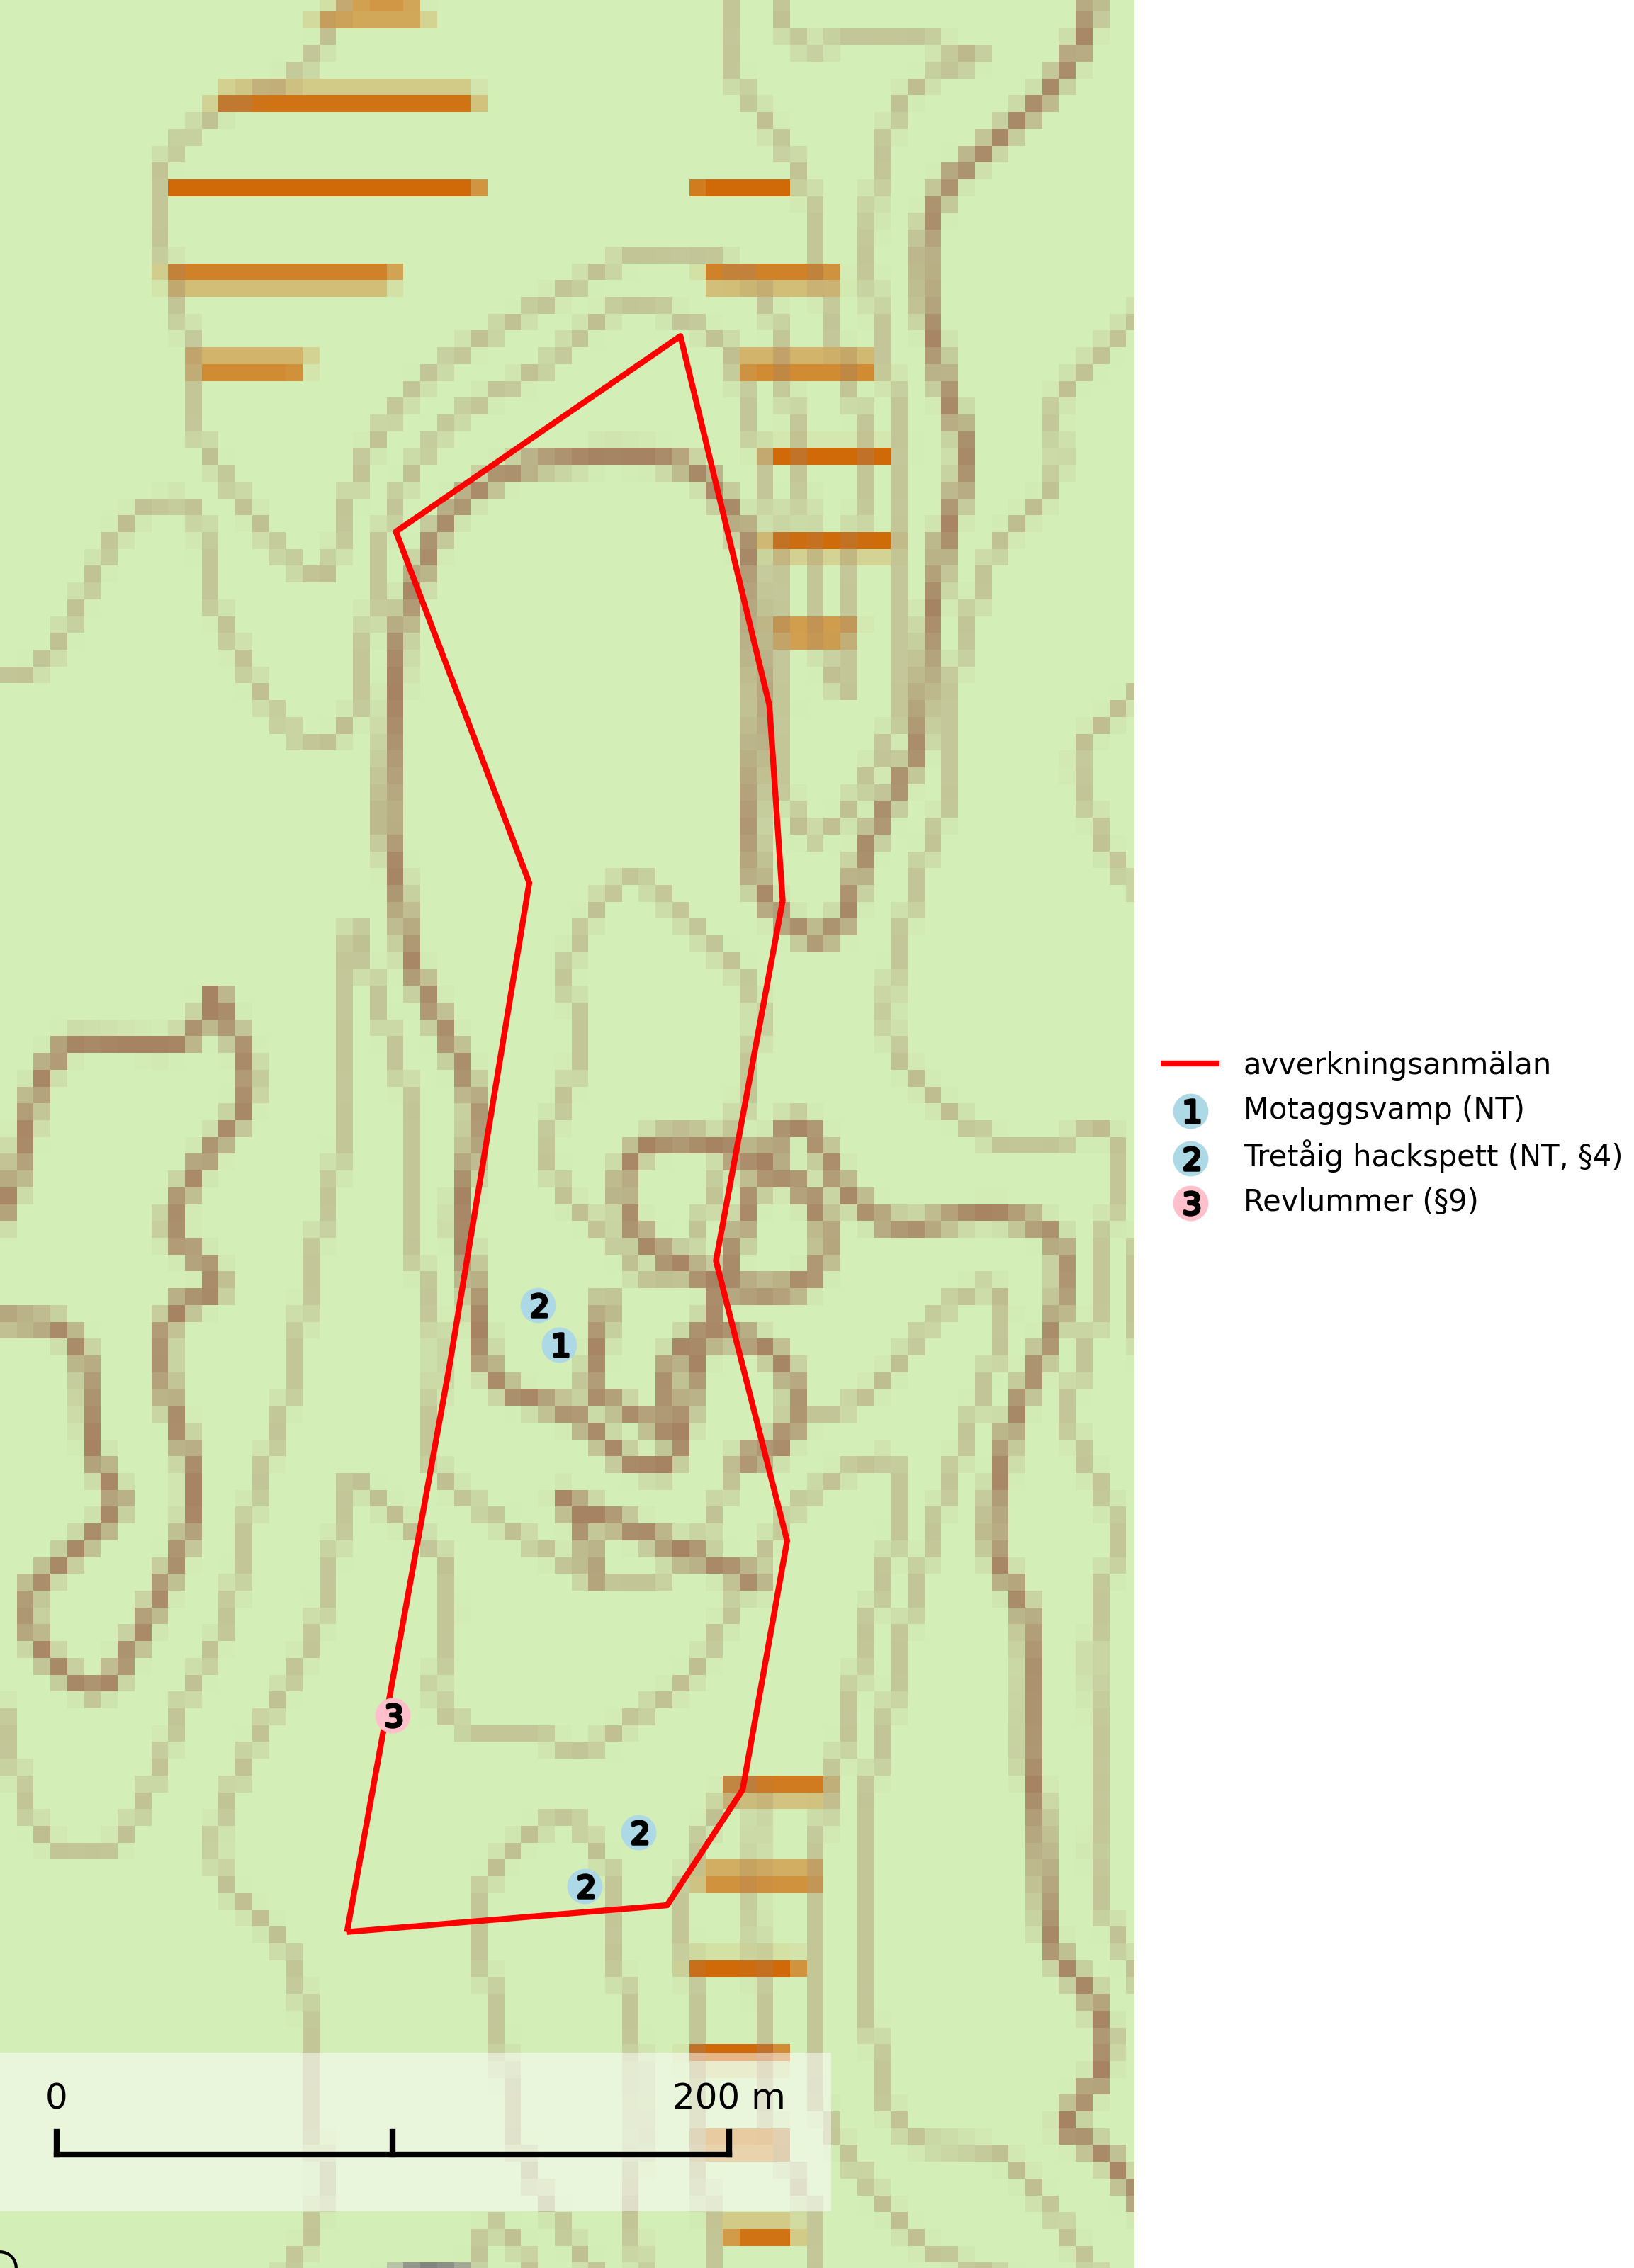 avverkningsanmälan
1 Motaggsvamp (NT)
2 Tretåig hackspett (NT, §4)
3 Revlummer (§9)
2
1
3
2
2
0 200 m